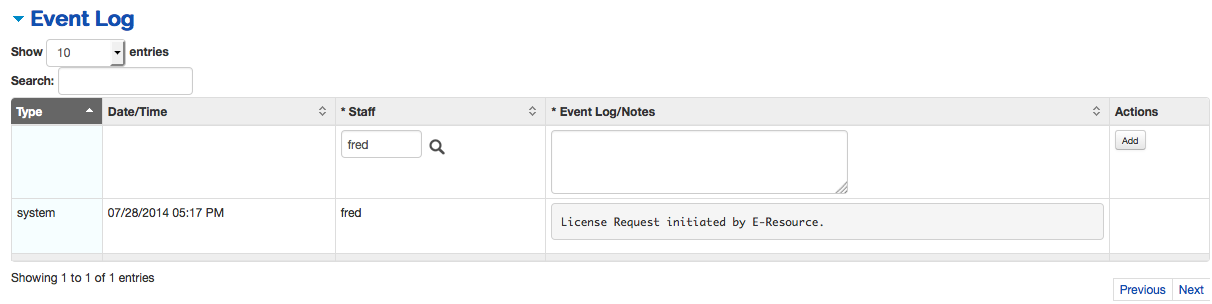 Event Log
Show 10 entries
Search:
Type Date/Time * Staff * Event Log/Notes Actions
fred Add
system 07/28/2014 05:17 PM fred License Request initiated by E-Resource.
Showing 1 to 1 of 1 entries
Previous Next